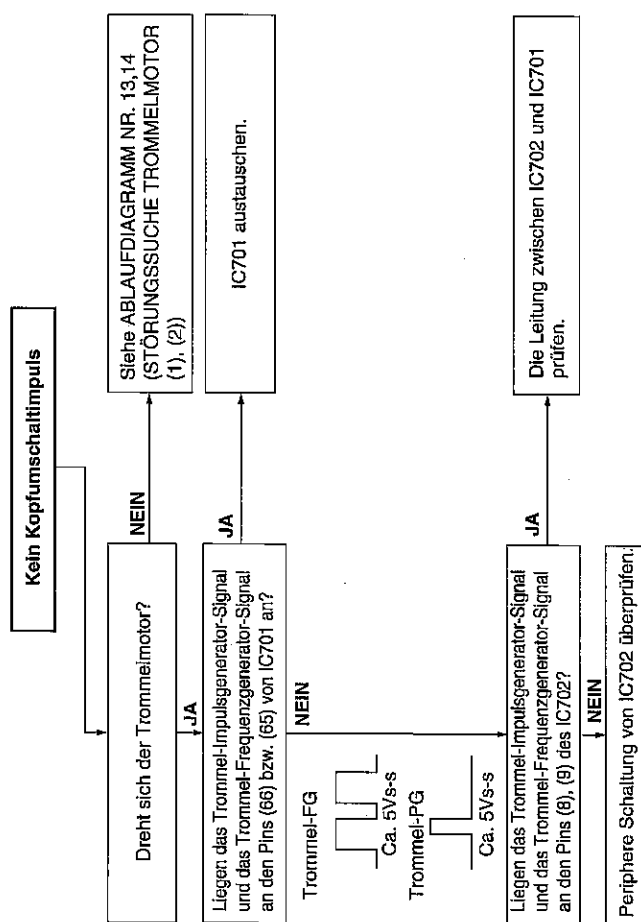 Kein Kopfumschaltimpuls
Dreht sich der Trommelmotor?
NEIN
Siehe ABLAUFDIAGRAMM NR. 13,14
(STÖRUNGSSUCHE TROMMELMOTOR
(1), (2))
JA
Liegen das Trommel-Impulsgenerator-Signal
und das Trommel-Frequenzgenerator-Signal
an den Pins (66) bzw. (65) von IC701 an?
JA
IC701 austauschen.
NEIN
Trommel-FG
Ca. 5Vs-s
Trommel-PG
Ca. 5Vs-s
Liegen das Trommel-Impulsgenerator-Signal
und das Trommel-Frequenzgenerator-Signal
an den Pins (8), (9) des IC702?
JA
Die Leitung zwischen IC702 und IC701
prüfen.
NEIN
Periphere Schaltung von IC702 überprüfen.